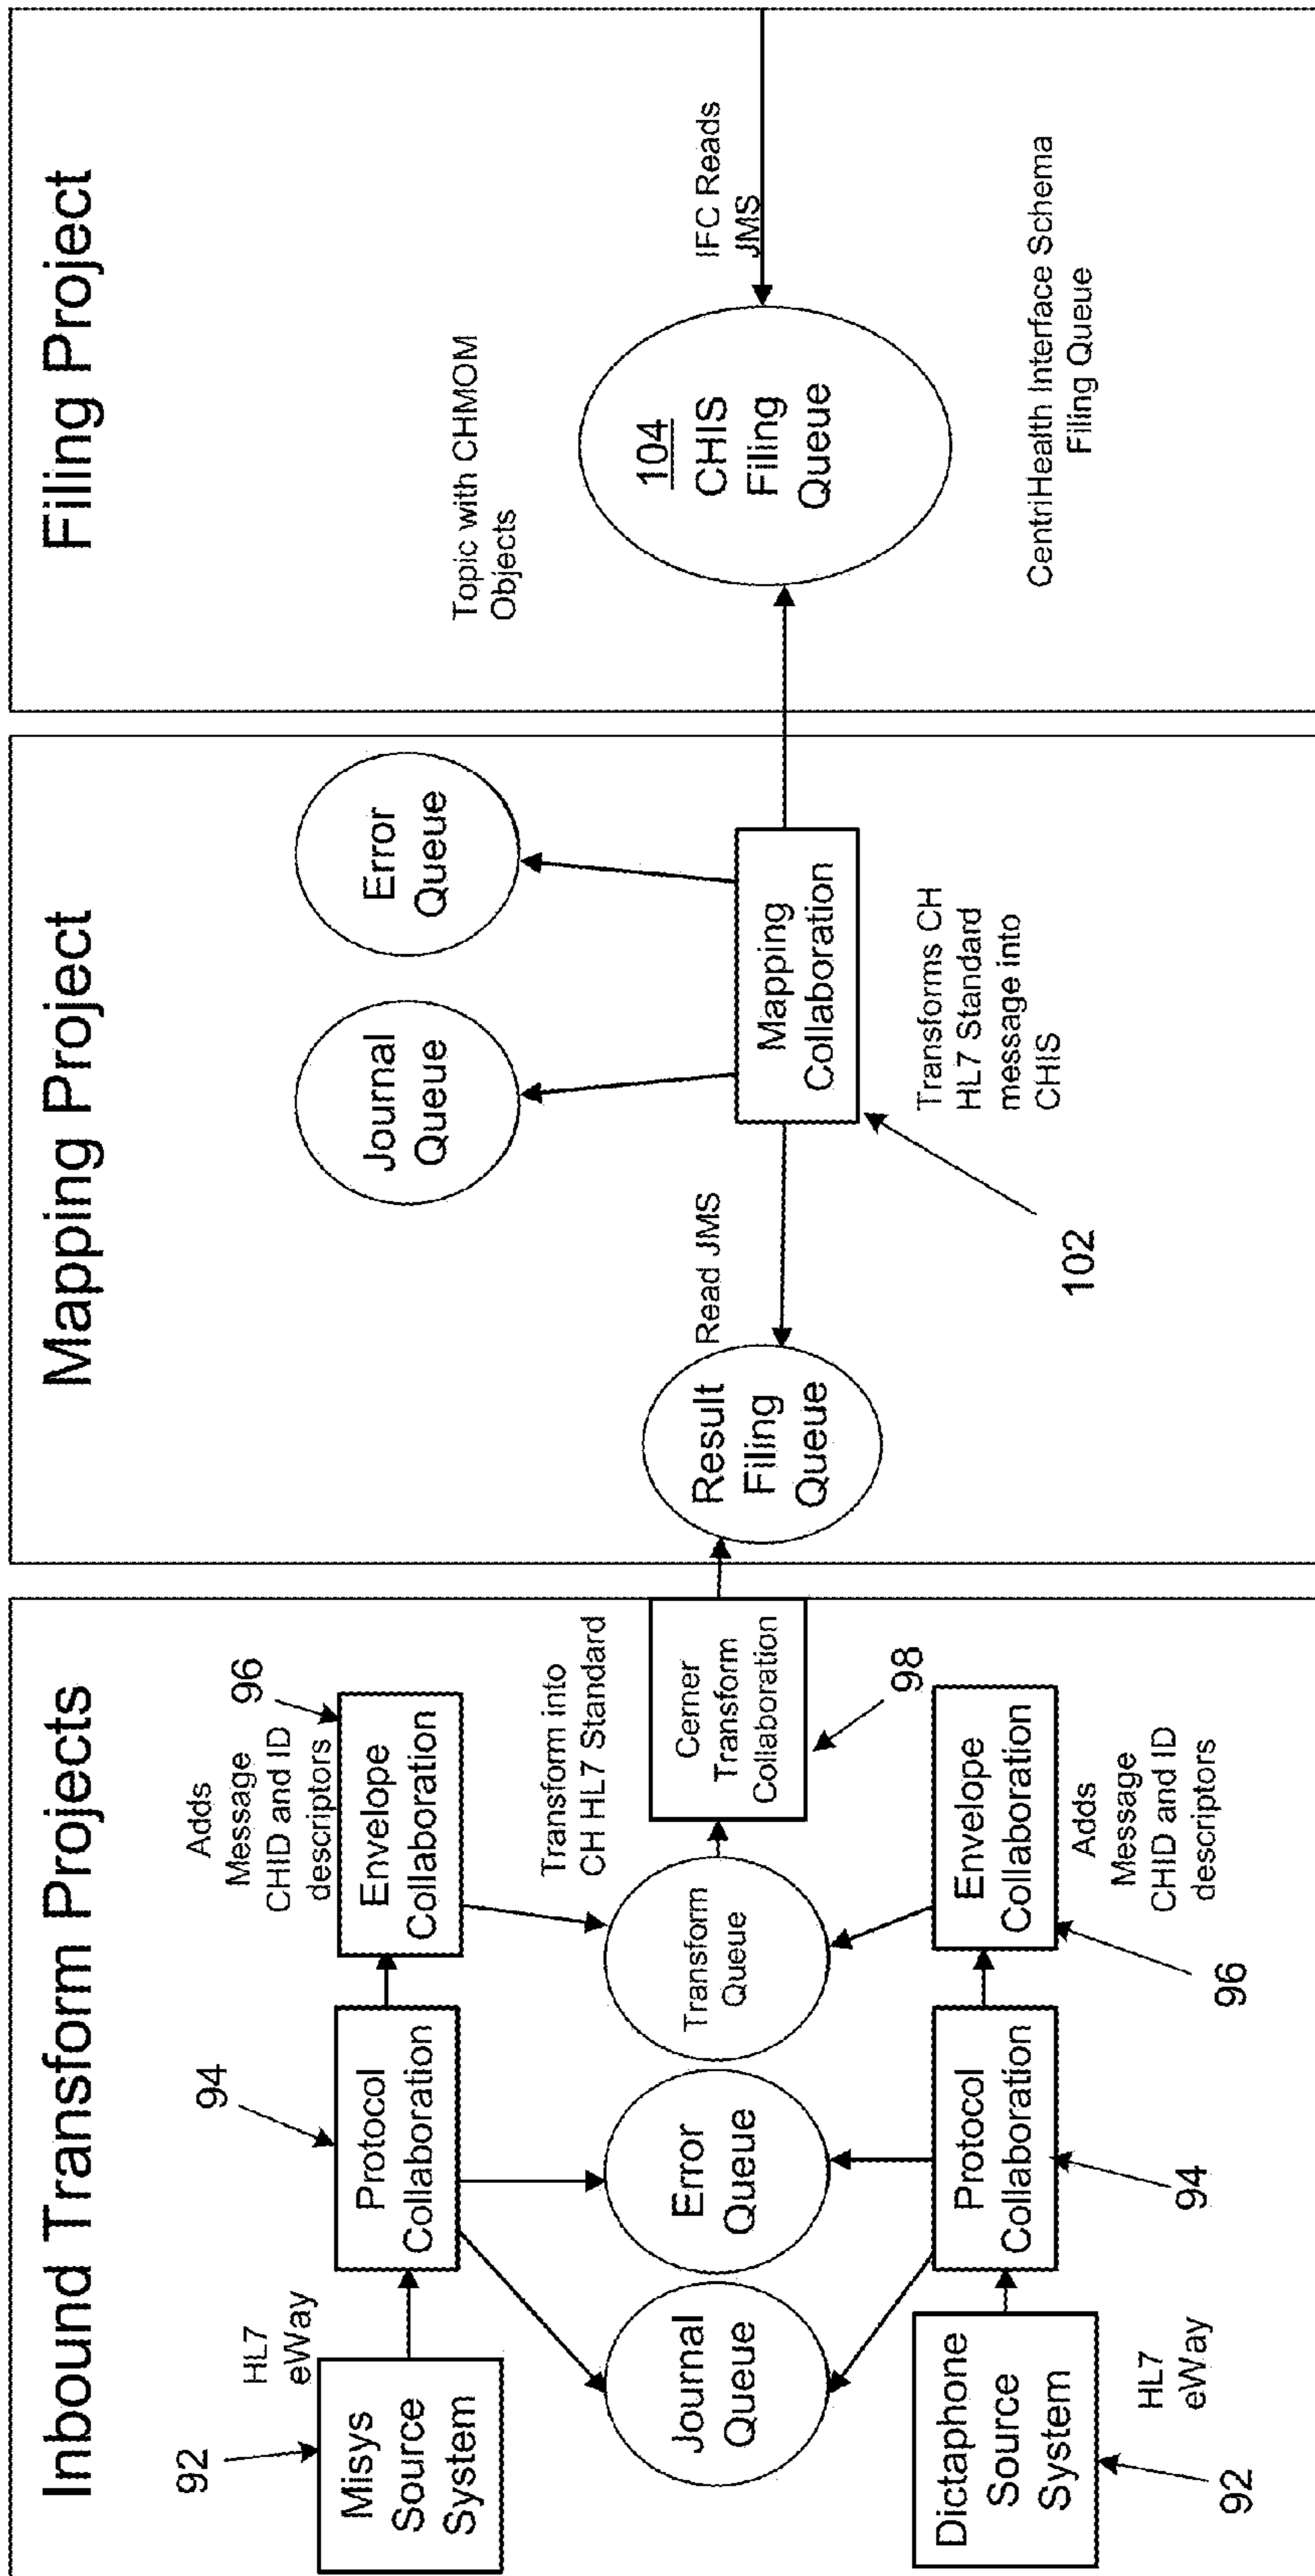 Inbound Transform Projects
92
HL7
eWay
Misys
Source
System
94
Protocol
Collaboration
96
Adds
Message
CHID and ID
descriptors
Envelope
Collaboration
Journal
Queue
Error
Queue
Transform
Queue
Transform into
CH HL7 Standard
Cerner
Transform
Collaboration
98
Dictaphone
Source
System
HL7
eWay
92
Protocol
Collaboration
94
Envelope
Collaboration
Adds
Message
CHID and ID
descriptors
96
Mapping Project
Journal
Queue
Error
Queue
Result
Filing
Queue
Read JMS
Mapping
Collaboration
Transforms CH
HL7 Standard
message into
CHIS
102
Filing Project
Topic with CHMOM
Objects
104
CHIS
Filing
Queue
IFC Reads
JMS
CentriHealth Interface Schema
Filing Queue